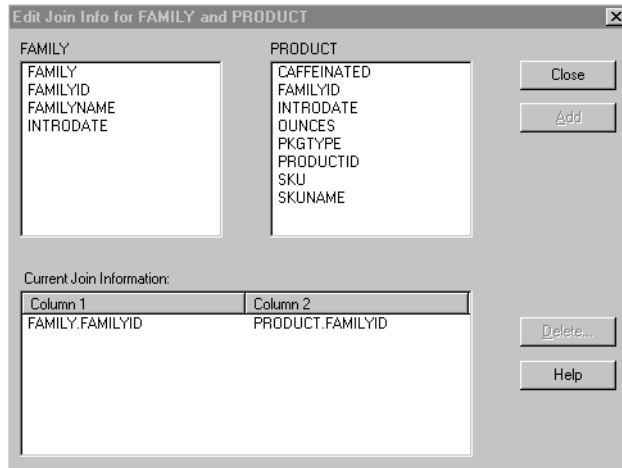 Edit Join Info for FAMILY and PRODUCT
FAMILY
FAMILY
FAMILYID
FAMILYNAME
INTRODATE
PRODUCT
CAFFEINATED
FAMILYID
INTRODATE
OUNCES
PKGTYPE
PRODUCTID
SKU
SKUNAME
Close
Add
Current Join Information:
Column 1 Column 2
FAMILY.FAMILYID PRODUCT.FAMILYID
Delete...
Help